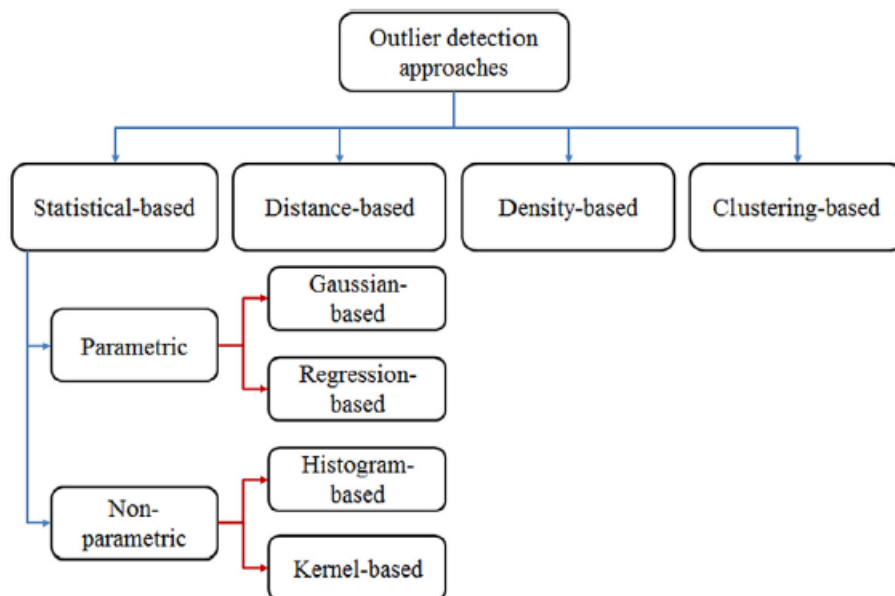 Outlier detection
approaches
Statistical-based
Distance-based
Density-based
Clustering-based
Gaussian-
based
Parametric
Regression-
based
Histogram-
based
Non-
parametric
Kernel-based